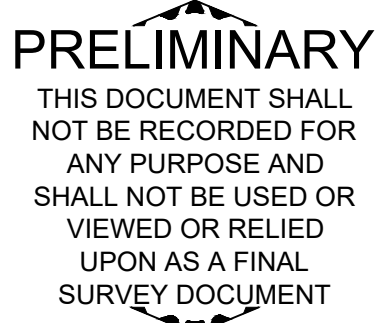 PRELIMINARY
THIS DOCUMENT SHALL
NOT BE RECORDED FOR
ANY PURPOSE AND
SHALL NOT BE USED OR
VIEWED OR RELIED
UPON AS A FINAL
SURVEY DOCUMENT